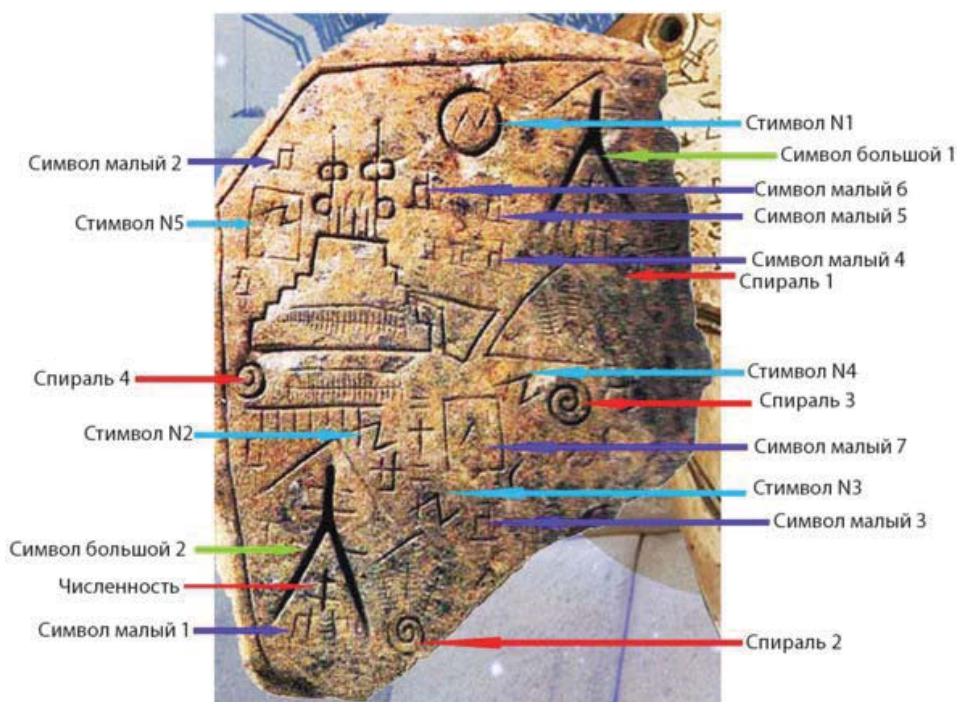 Стимвол N1
Символ малый 2
Символ большой 1
Символ малый 6
Стимвол N5
Символ малый 5
Символ малый 4
Спираль 1
Стимвол N4
Спираль 4
Спираль 3
Стимвол N2
Символ малый 7
Стимвол N3
Символ малый 3
Символ большой 2
Численность
Символ малый 1
Спираль 2